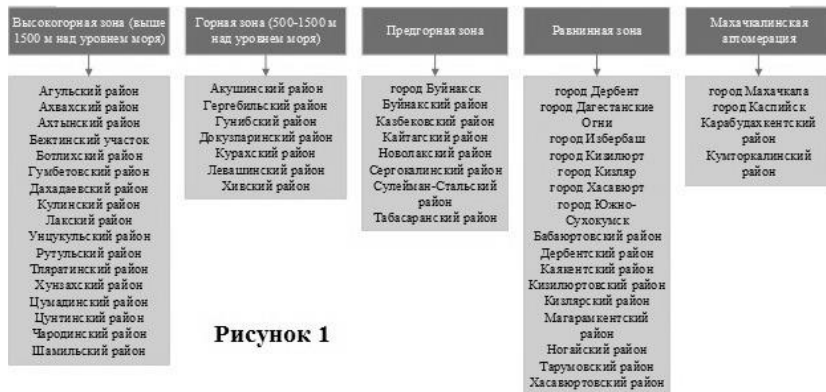 Высокогорная зона (выше
1500 м над уровнем моря)
Агульский район
Ахвахский район
Ахтынский район
Бежтинский участок
Ботлихский район
Гумбетовский район
Дахадаевский район
Кулинский район
Лакский район
Унцукульский район
Рутульский район
Тляратинский район
Хунзахский район
Цумадинский район
Цунтинский район
Чародинский район
Шамильский район
Горная зона (500-1500 м
над уровнем моря)
Акушинский район
Гергебильский район
Гунибский район
Докузпаринский район
Курахский район
Левашинский район
Хивский район
Предгорная зона
город Буйнакск
Буйнакский район
Казбековский район
Кайтагский район
Новолакский район
Сергокалинский район
Сулейман-Стальский
район
Табасаранский район
Равнинная зона
город Дербент
город Дагестанские
Огни
город Избербаш
город Кизилюрт
город Кизляр
город Хасавюрт
город Южно-
Сухокумск
Бабаюртовский район
Дербентский район
Каякентский район
Кизилюртовский район
Кизлярский район
Магарамкентский
район
Ногайский район
Тарумовский район
Хасавюртовский район
Махачкалинская
агломерация
город Махачкала
город Каспийск
Карабудахкентский
район
Кумторкалинский
район
Рисунок 1